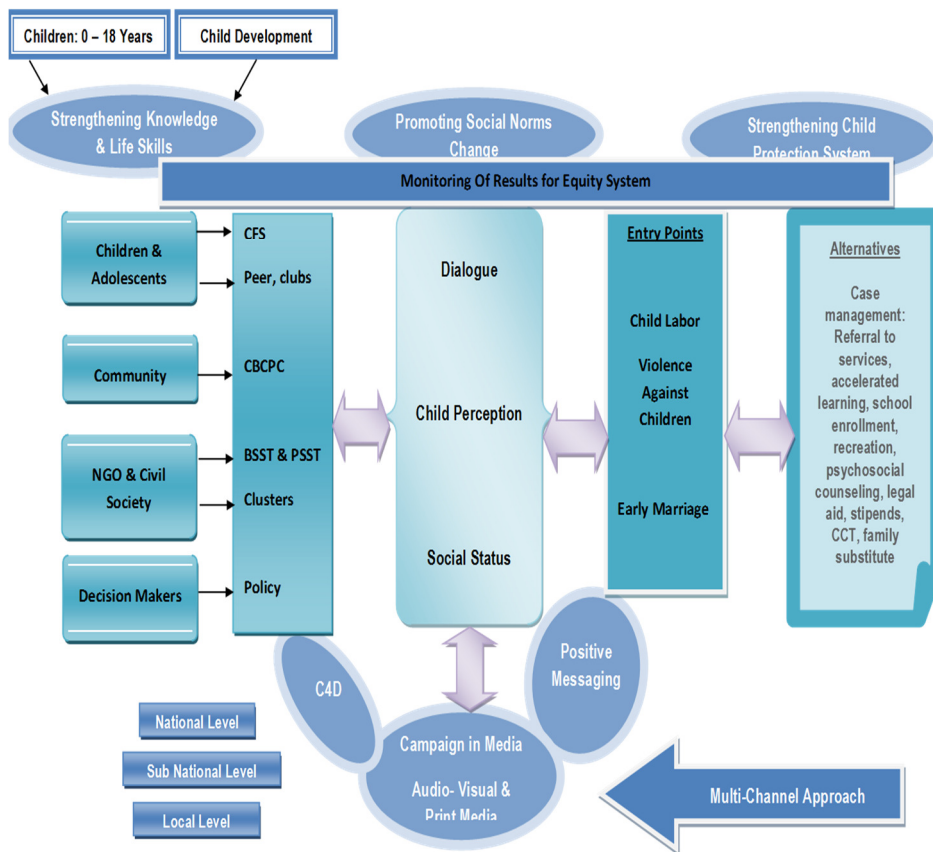 Children: 0 – 18 Years
Child Development
Strengthening Knowledge
& Life Skills
Promoting Social Norms
Change
Strengthening Child
Protection System
Monitoring Of Results for Equity System
Children &
Adolescents
Community
NGO & Civil
Society
Decision Makers
CFS
Peer, clubs
CBCPC
BSST & PSST
Clusters
Policy
Dialogue
Child Perception
Social Status
Entry Points
Child Labor
Violence
Against
Children
Early Marriage
Alternatives
Case
management:
Referral to
services,
accelerated
learning, school
enrollment,
recreation,
psychosocial
counseling, legal
aid, stipends,
CCT, family
substitute
C4D
Positive
Messaging
Campaign in Media
Audio- Visual &
Print Media
National Level
Sub National Level
Local Level
Multi-Channel Approach